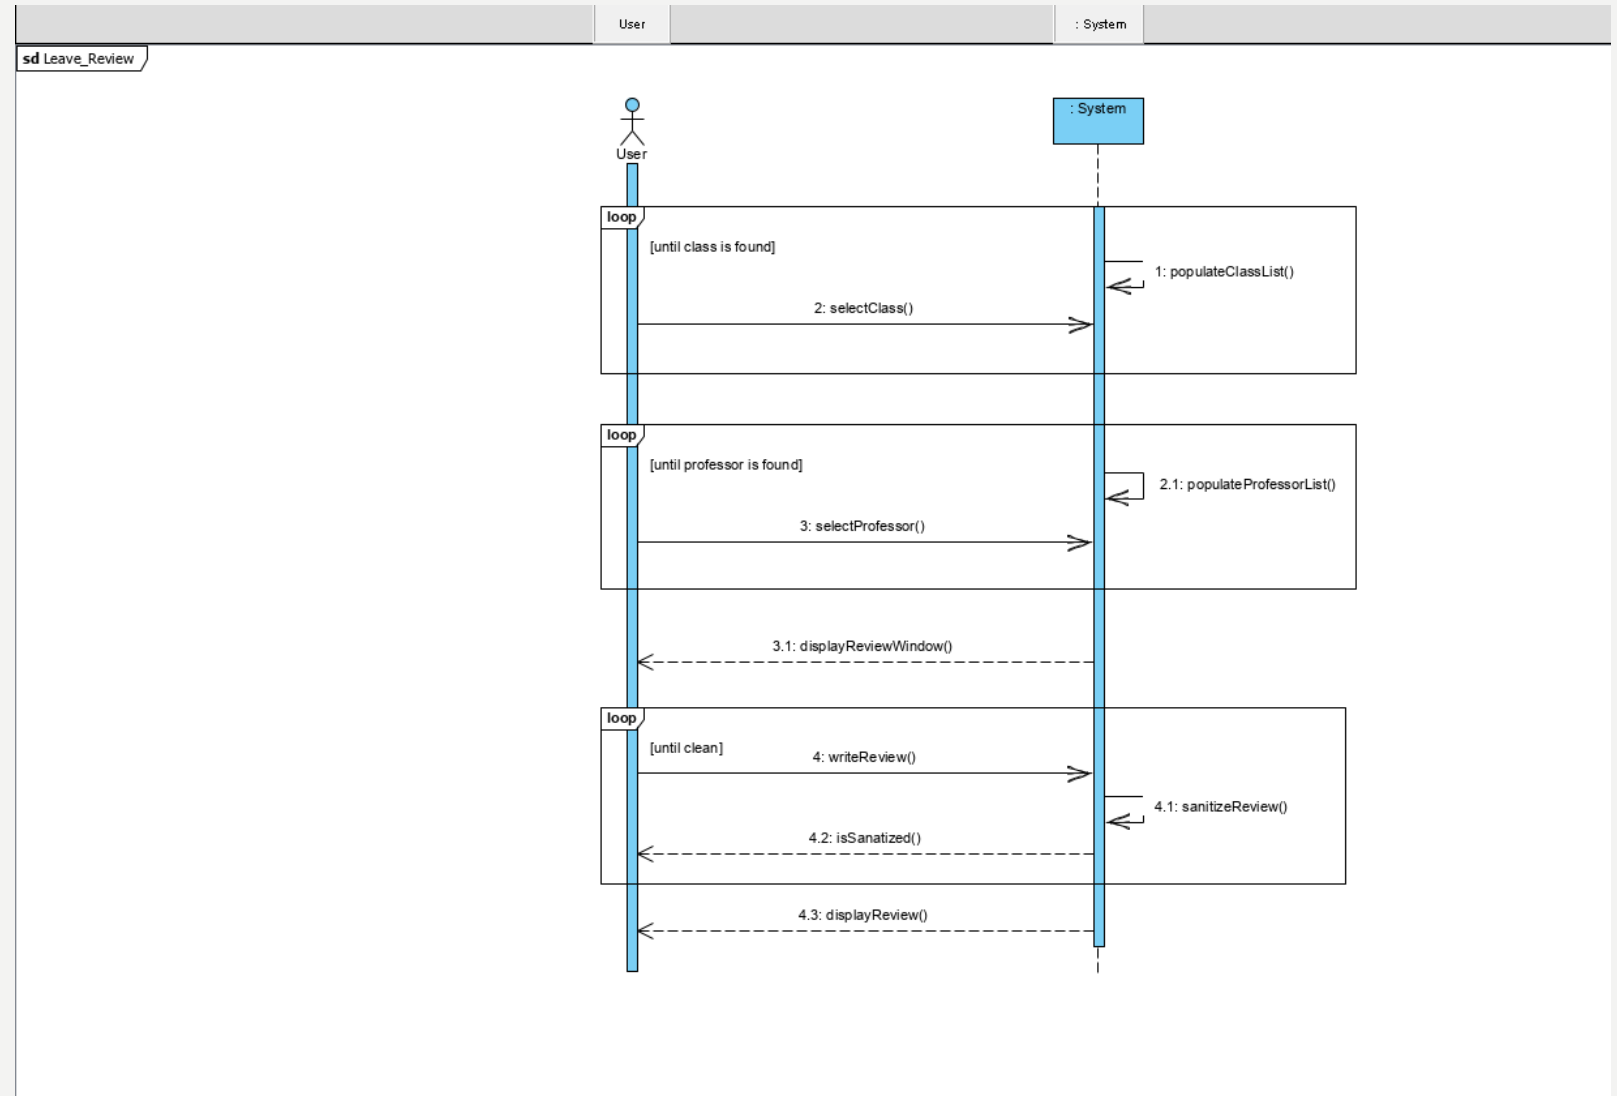 User
: System
sd Leave_Review
: System
User
loop
[until class is found]
1: populateClassList()
2: selectClass()
loop
[until professor is found]
2.1: populateProfessorList()
3: selectProfessor()
3.1: displayReviewWindow()
loop
[until clean]
4: writeReview()
4.1: sanitizeReview()
4.2: isSanatized()
4.3: displayReview()